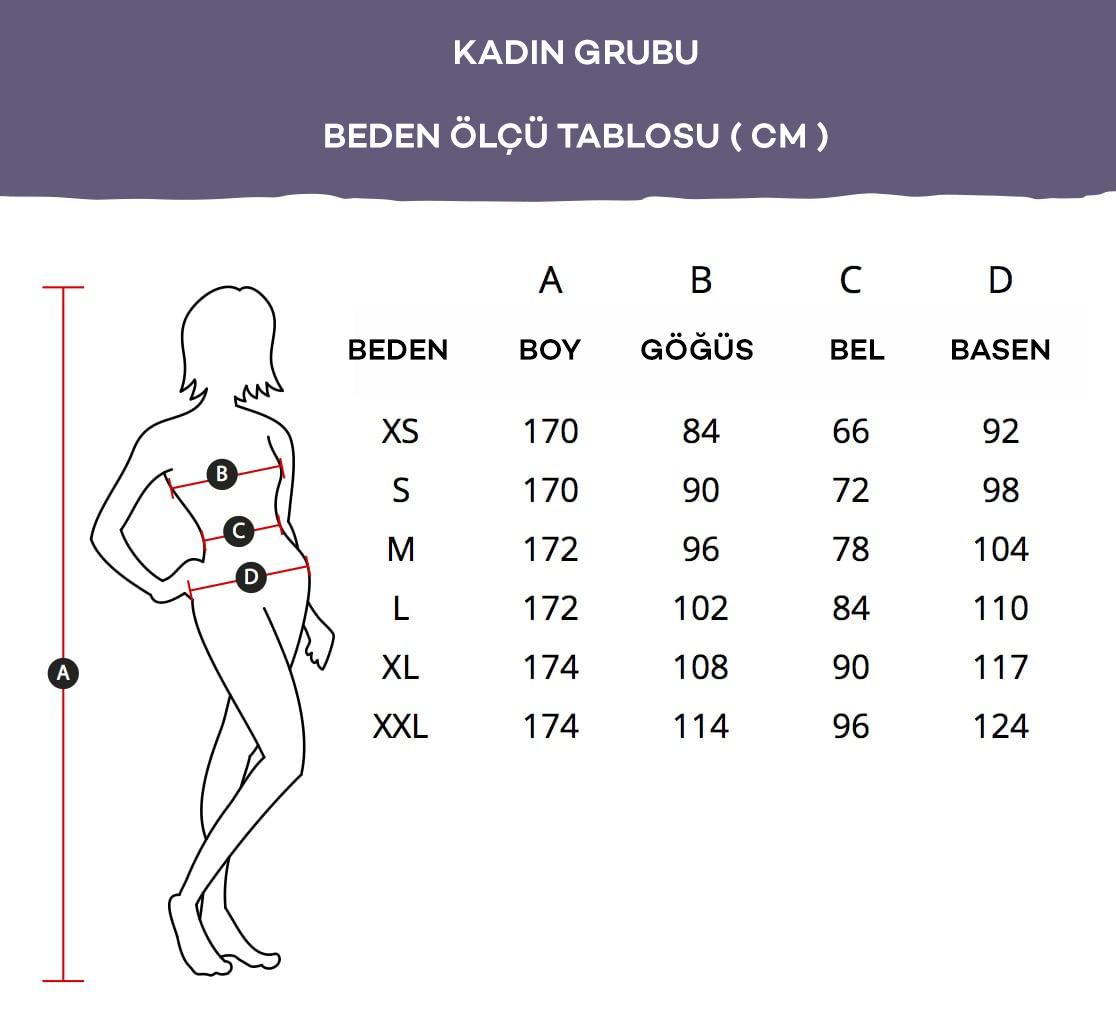 KADIN GRUBU
BEDEN ÖLÇÜ TABLOSU ( CM )
A B C D
BEDEN BOY GÖĞÜS BEL BASEN
XS 170 84 66 92
S 170 90 72 98
M 172 96 78 104
L 172 102 84 110
XL 174 108 90 117
XXL 174 114 96 124
B
C
D
A